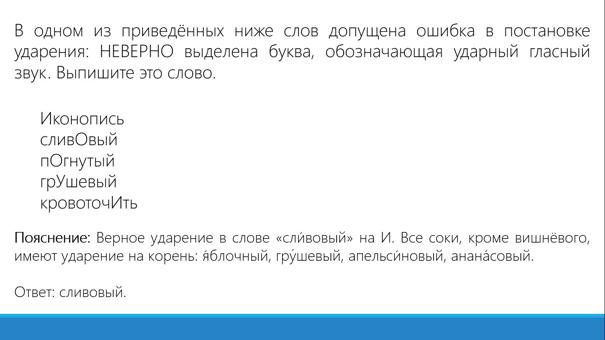 В одном из приведённых ниже слов допущена ошибка в постановке
ударения: НЕВЕРНО выделена буква, обозначающая ударный гласный
звук. Выпишите это слово.
Иконопись
сливОвый
пОгнутый
грУшевый
кровоточИть
Пояснение: Верное ударение в слове «сли́вовый» на И. Все соки, кроме вишнёвого,
имеют ударение на корень: я́блочный, гру́шевый, апельси́новый, анана́совый.
Ответ: сливовый.